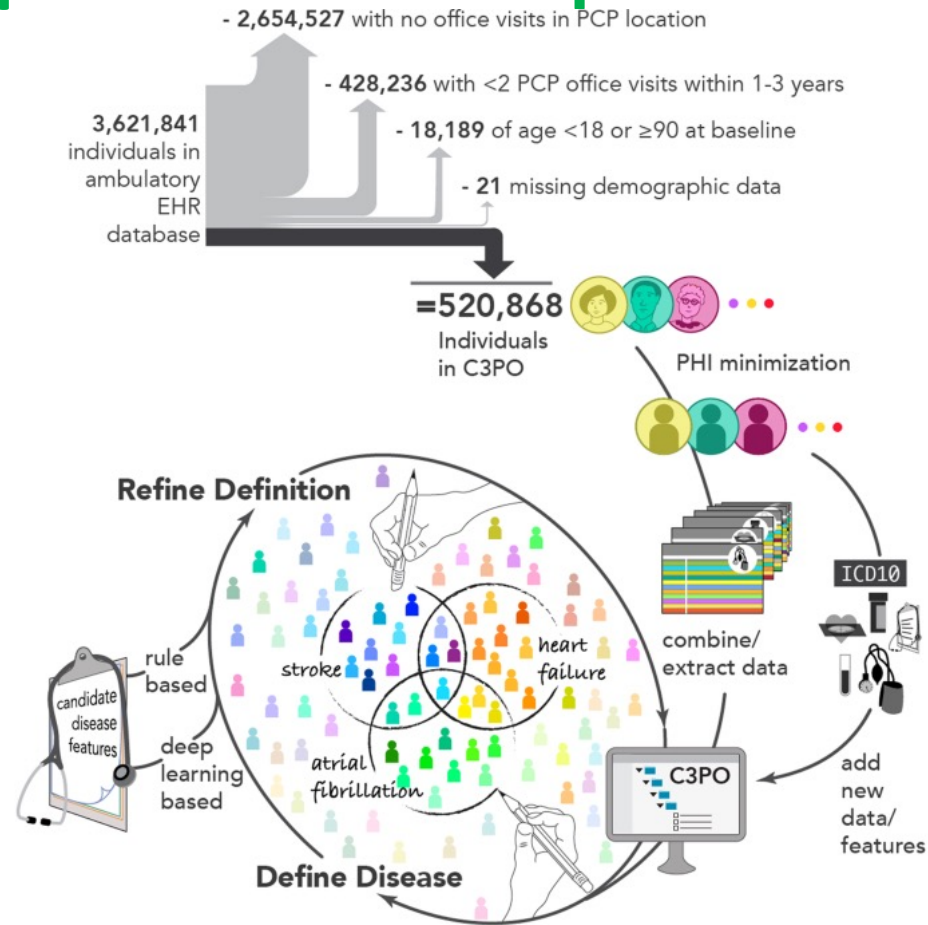 - 2,654,527 with no office visits in PCP location
- 428,236 with <2 PCP office visits within 1-3 years
- 18,189 of age <18 or ≥90 at baseline
- 21 missing demographic data
3,621,841
individuals in
ambulatory
EHR
database
=520,868
Individuals
in C3PO
PHI minimization
ICD10
combine/
extract data
add
new
data/
features
C3PO
Refine Definition
rule
based
candidate
disease
features
deep
learning
based
stroke
heart
failure
atrial
fibrillation
Define Disease